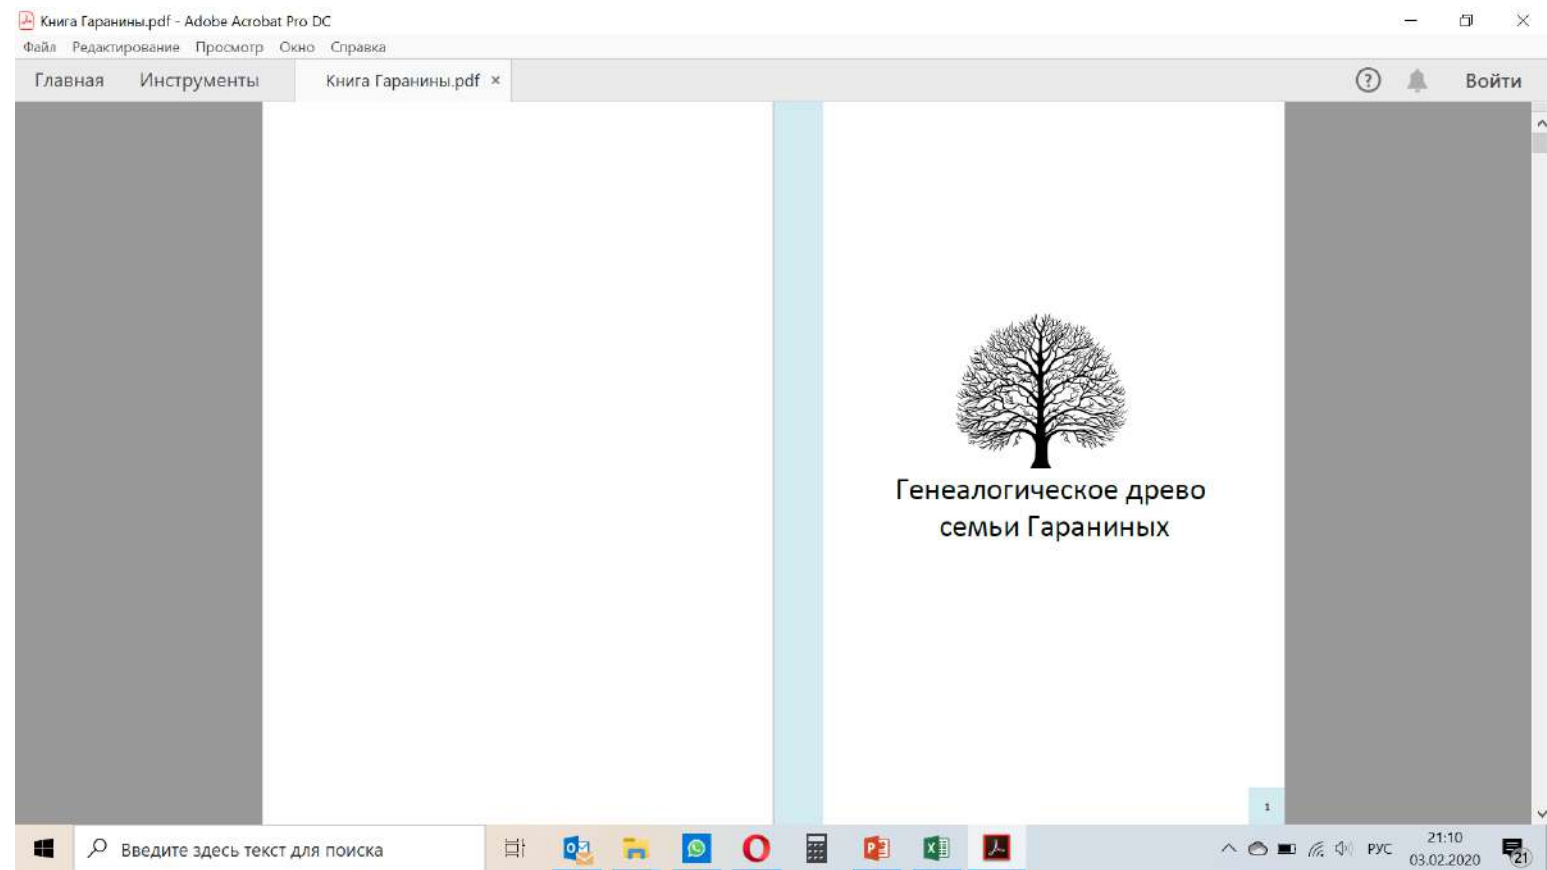 Книга Гаранины.pdf - Adobe Acrobat Pro DC
Файл Редактирование Просмотр Окно Справка
Главная Инструменты Книга Гаранины.pdf × ? Войти
Генеалогическое древо
семьи Гараниных
1
Введите здесь текст для поиска
РУС
21:10
03.02.2020
21